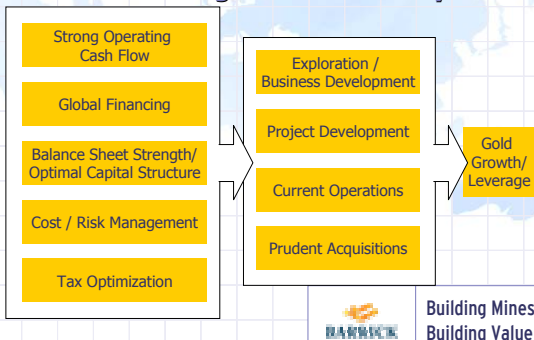 Strong Operating
Cash Flow
Global Financing
Balance Sheet Strength/
Optimal Capital Structure
Cost / Risk Management
Tax Optimization
Exploration /
Business Development
Project Development
Current Operations
Prudent Acquisitions
Gold
Growth/
Leverage
BARRICK
Building Mines
Building Value